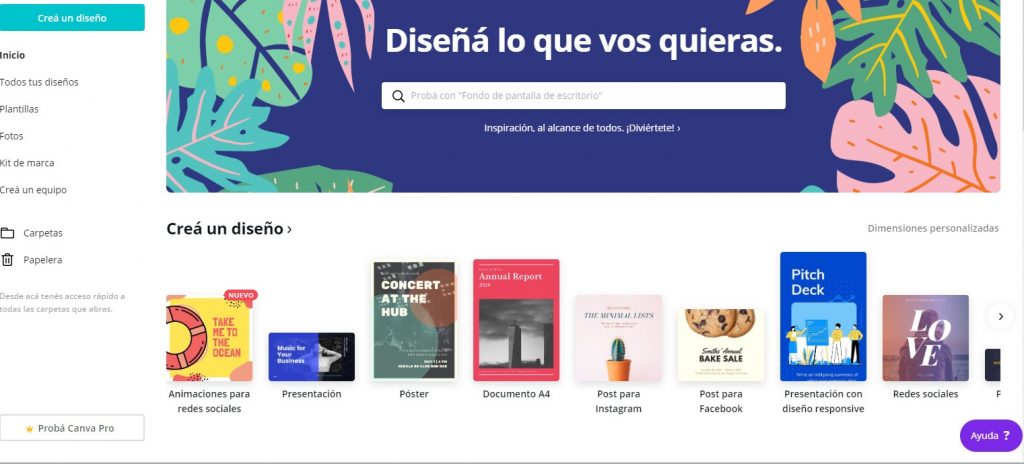 Creá un diseño
Inicio
Todos tus diseños
Plantillas
Fotos
Kit de marca
Creá un equipo
Carpetas
Papelera
Desde acá tenés acceso rápido a
todas las carpetas que abras.
Probá Canva Pro
Diseñá lo que vos quieras.
Probá con "Fondo de pantalla de escritorio"
Inspiración, al alcance de todos. ¡Diviértete! ›
Creá un diseño ›
Dimensiones personalizadas
NUEVO
TAKE
ME TO
THE
OCEAN
Animaciones para
redes sociales
Music for
Your
Business
Presentación
CONCERT
AT THE
HUB
Póster
Annual Report
2019
Documento A4
THE MINIMAL LISTS
Post para
Instagram
Smiths' Annual
BAKE SALE
Post para
Facebook
Pitch
Deck
Write an intriguing summary of
Presentación con
diseño responsive
LOVE
Redes sociales
P
Ayuda ?